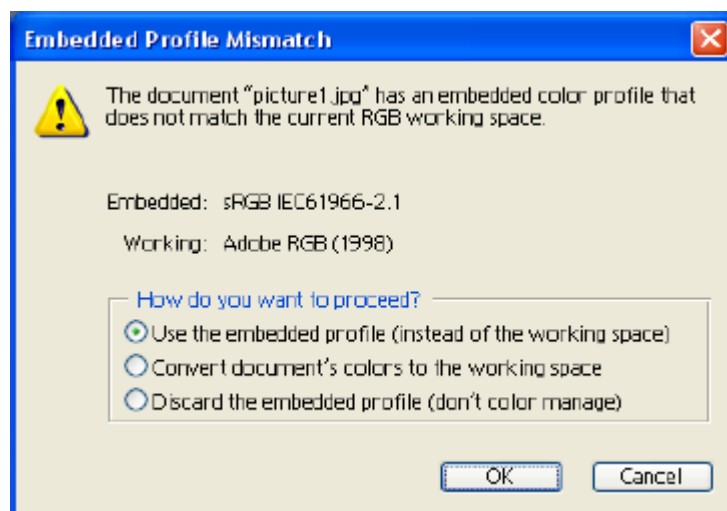 Embedded Profile Mismatch
The document "picture1.jpg" has an embedded color profile that
does not match the current RGB working space.
Embedded: sRGB IEC61966-2.1
Working: Adobe RGB (1998)
How do you want to proceed?
Use the embedded profile (instead of the working space)
Convert document's colors to the working space
Discard the embedded profile (don't color manage)
OK Cancel